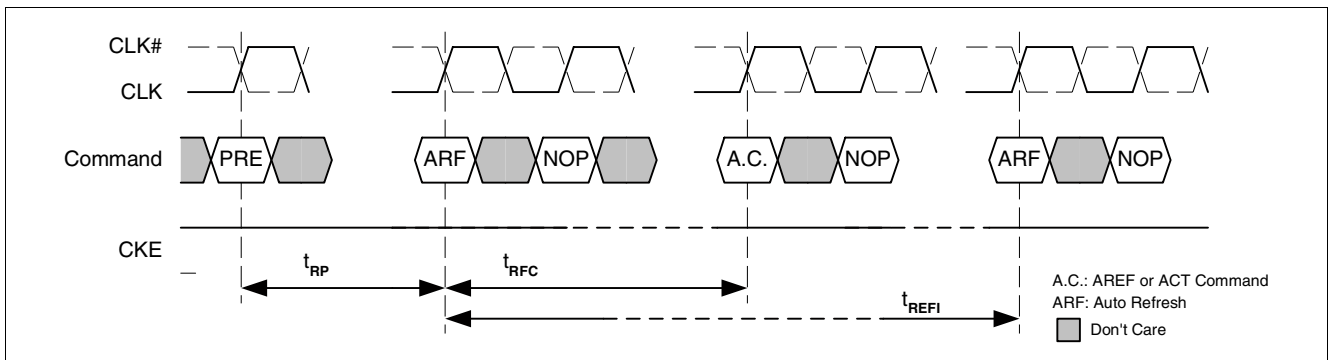 CLK#
CLK
Command
PRE
ARF
NOP
A.C.
NOP
ARF
NOP
CKE
tRP
tRFC
tREFI
A.C.: AREF or ACT Command
ARF: Auto Refresh
Don't Care